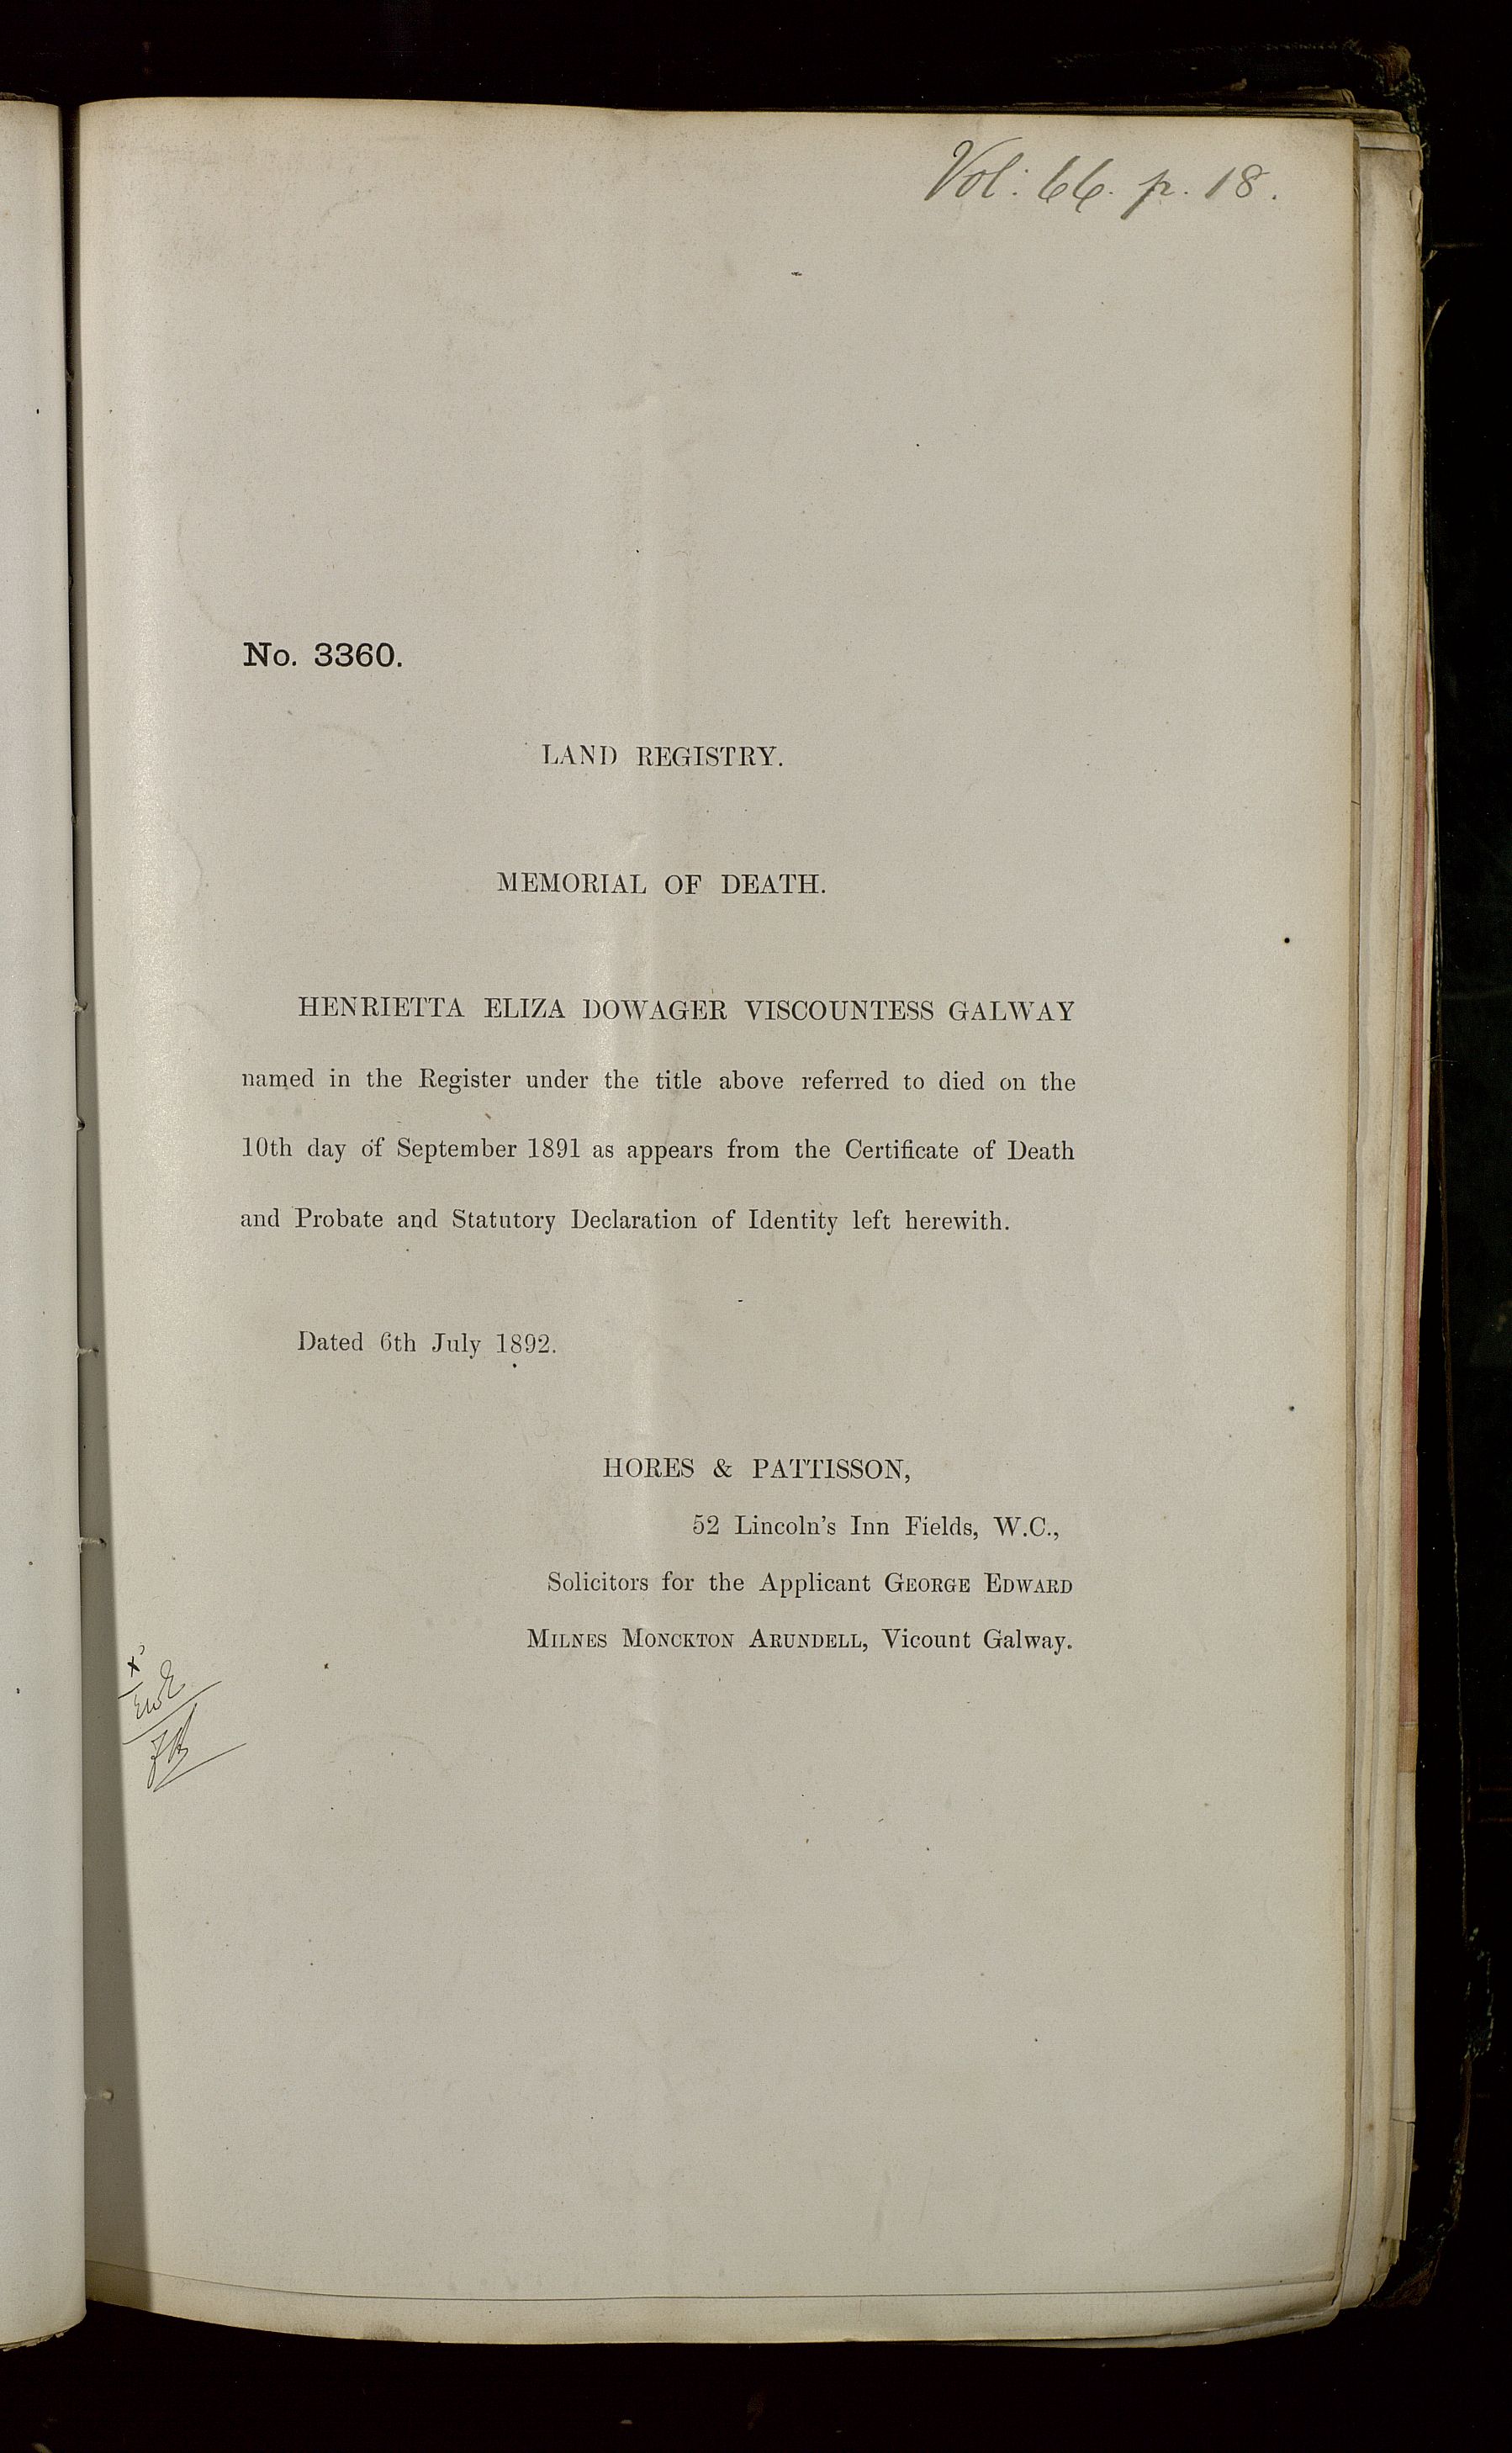 Vol: 66. p. 18.
No. 3360.
LAND REGISTRY.
MEMORIAL OF DEATH.
HENRIETTA ELIZA DOWAGER VISCOUNTESS GALWAY
named in the Register under the title above referred to died on the
10th day of September 1891 as appears from the Certificate of Death
and Probate and Statutory Declaration of Identity left herewith.
Dated 6th July 1892.
HORES & PATTISSON,
52 Lincoln's Inn Fields, W.C.,
Solicitors for the Applicant GEORGE EDWARD
MILNES MONCKTON ARUNDELL, Vicount Galway.